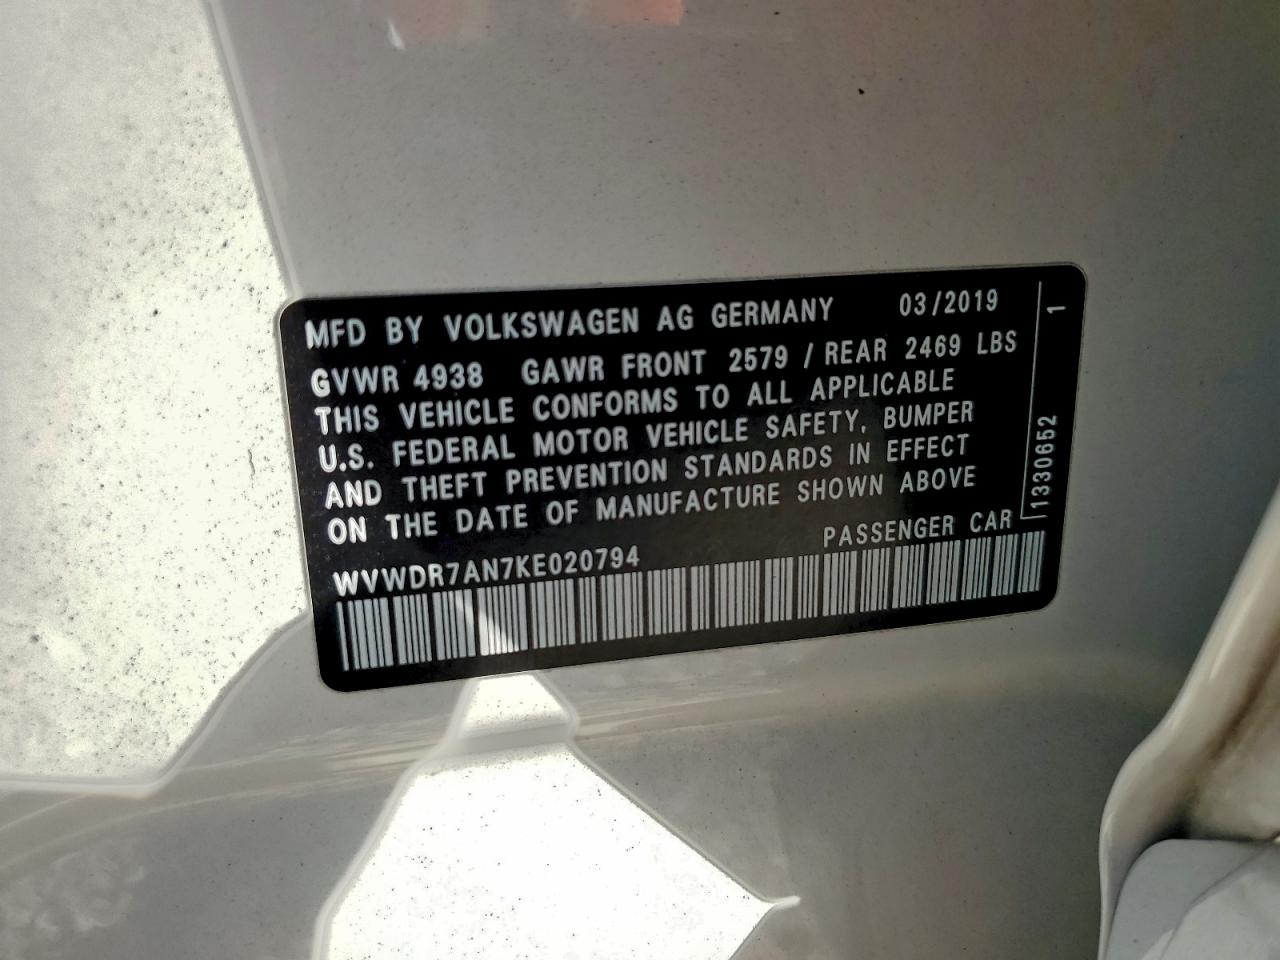 MFD BY VOLKSWAGEN AG GERMANY 03/2019
GVWR 4938 GAWR FRONT 2579 / REAR 2469 LBS
THIS VEHICLE CONFORMS TO ALL APPLICABLE
U.S. FEDERAL MOTOR VEHICLE SAFETY, BUMPER
AND THEFT PREVENTION STANDARDS IN EFFECT
ON THE DATE OF MANUFACTURE SHOWN ABOVE
PASSENGER CAR
WVWDR7AN7KE020794
1330652 1